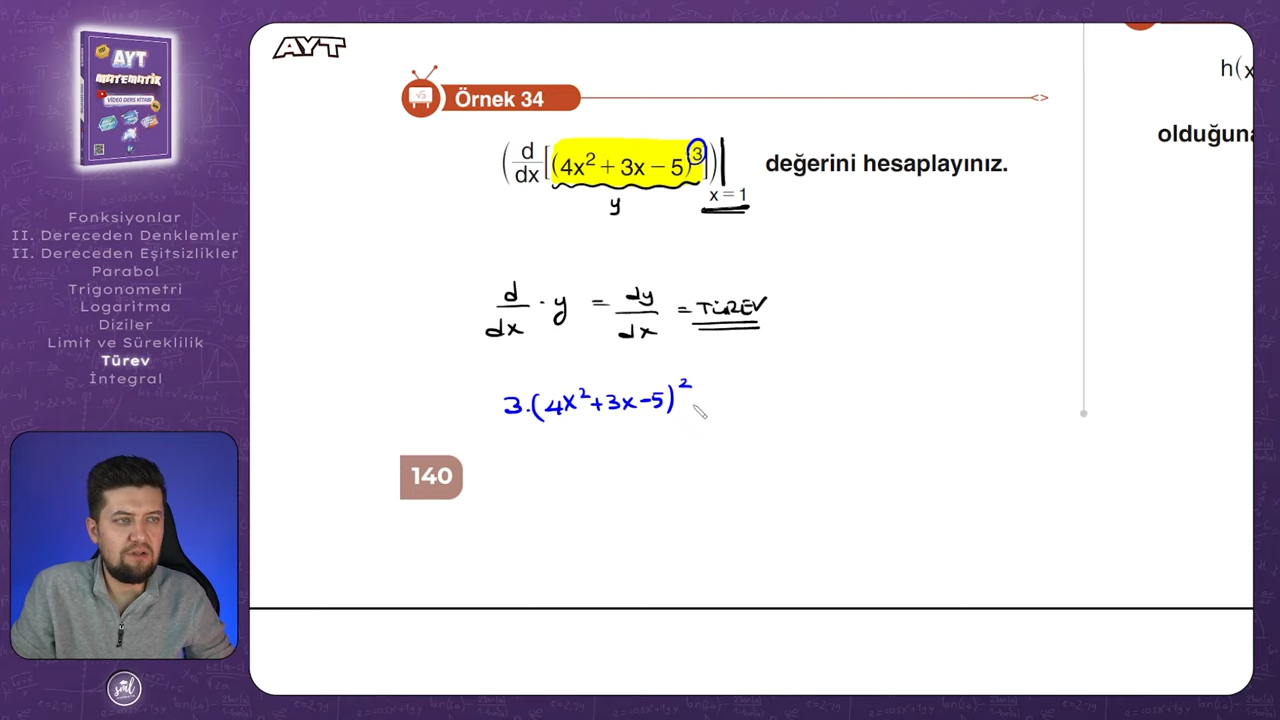 AYT
MATEMATİK
VİDEO DERS KİTABI
Fonksiyonlar
II. Dereceden Denklemler
II. Dereceden Eşitsizlikler
Parabol
Trigonometri
Logaritma
Diziler
Limit ve Süreklilik
Türev
İntegral
sml
AYT
√5
Örnek 34
(d/dx[(4x² + 3x − 5)³])| x = 1 değerini hesaplayınız.
y
d/dx · y = dy/dx = TÜREV
3.(4x²+3x-5)²
140
h(x
olduğuna